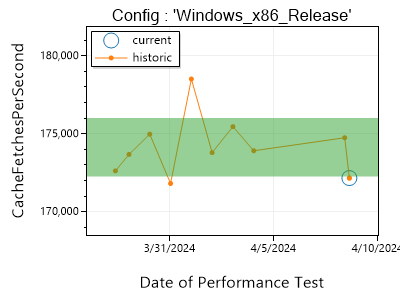 Config : 'Windows_x86_Release'
current
historic
CacheFetchesPerSecond
180,000
175,000
170,000
3/31/2024
4/5/2024
4/10/2024
Date of Performance Test